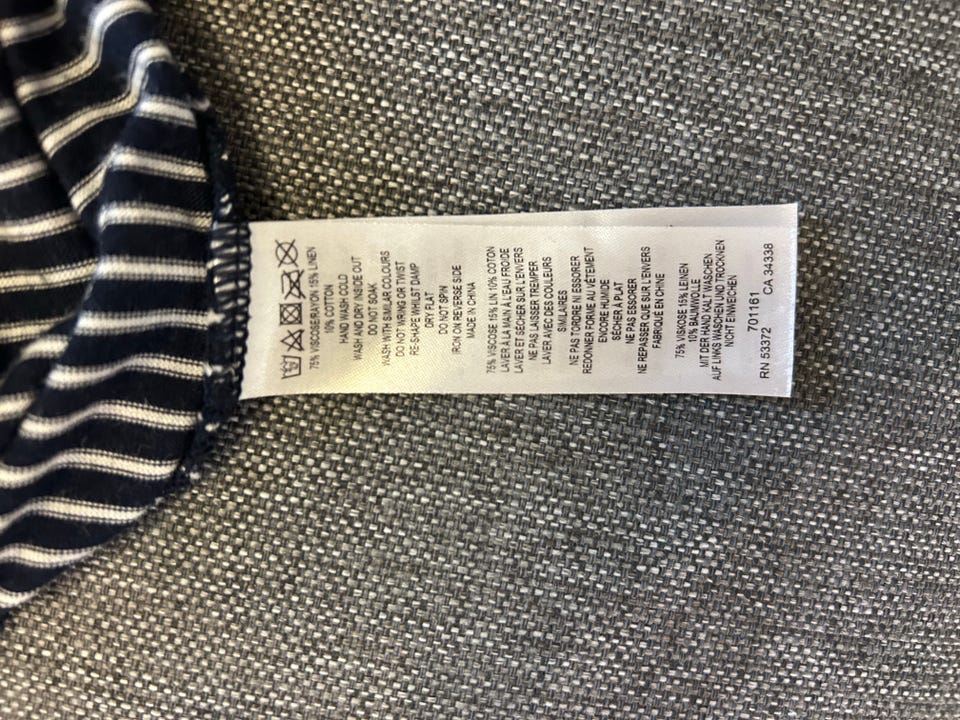 75% VISCOSE/RAYON 15% LINEN
10% COTTON
HAND WASH COLD
WASH AND DRY INSIDE OUT
DO NOT SOAK
WASH WITH SIMILAR COLOURS
DO NOT WRING OR TWIST
RE-SHAPE WHILST DAMP
DRY FLAT
DO NOT SPIN
IRON ON REVERSE SIDE
MADE IN CHINA
75% VISCOSE 15% LIN 10% COTON
LAVER À LA MAIN À L'EAU FROIDE
LAVER ET SÉCHER SUR L'ENVERS
NE PAS LAISSER TREMPER
LAVER AVEC DES COULEURS
SIMILAIRES
NE PAS TORDRE NI ESSORER
REDONNER FORME AU VÊTEMENT
ENCORE HUMIDE
SÉCHER À PLAT
NE PAS ESSORER
NE REPASSER QUE SUR L'ENVERS
FABRIQUÉ EN CHINE
75% VISKOSE 15% LEINEN
10% BAUMWOLLE
MIT DER HAND KALT WASCHEN
AUF LINKS WASCHEN UND TROCKNEN
NICHT EINWEICHEN
701161
RN 53372 CA 34338